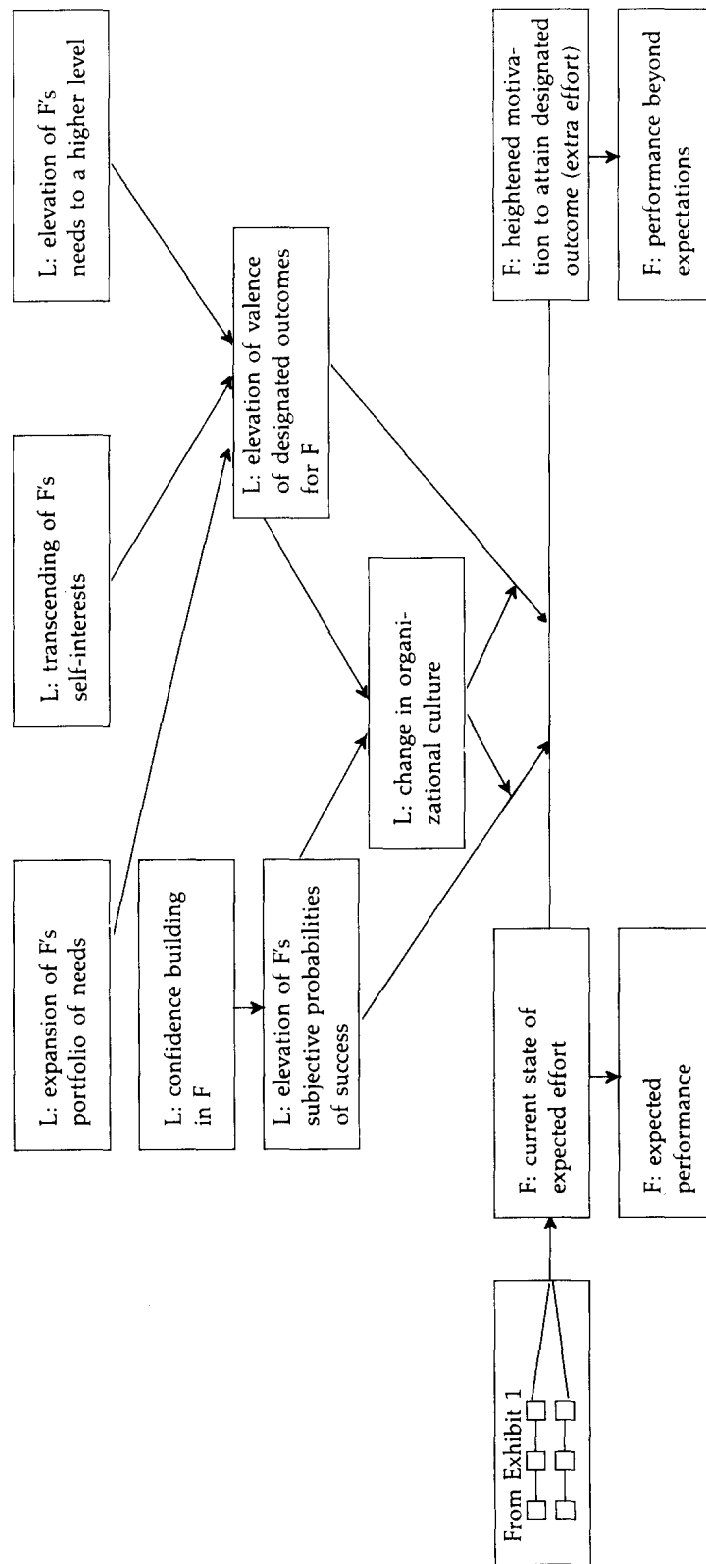 L: expansion of F's
portfolio of needs
L: transcending of F's
self-interests
L: elevation of F's
needs to a higher level
L: confidence building
in F
L: elevation of F's
subjective probabilities
of success
L: elevation of valence
of designated outcomes
for F
L: change in organi-
zational culture
From Exhibit 1
F: current state of
expected effort
F: heightened motiva-
tion to attain designated
outcome (extra effort)
F: expected
performance
F: performance beyond
expectations